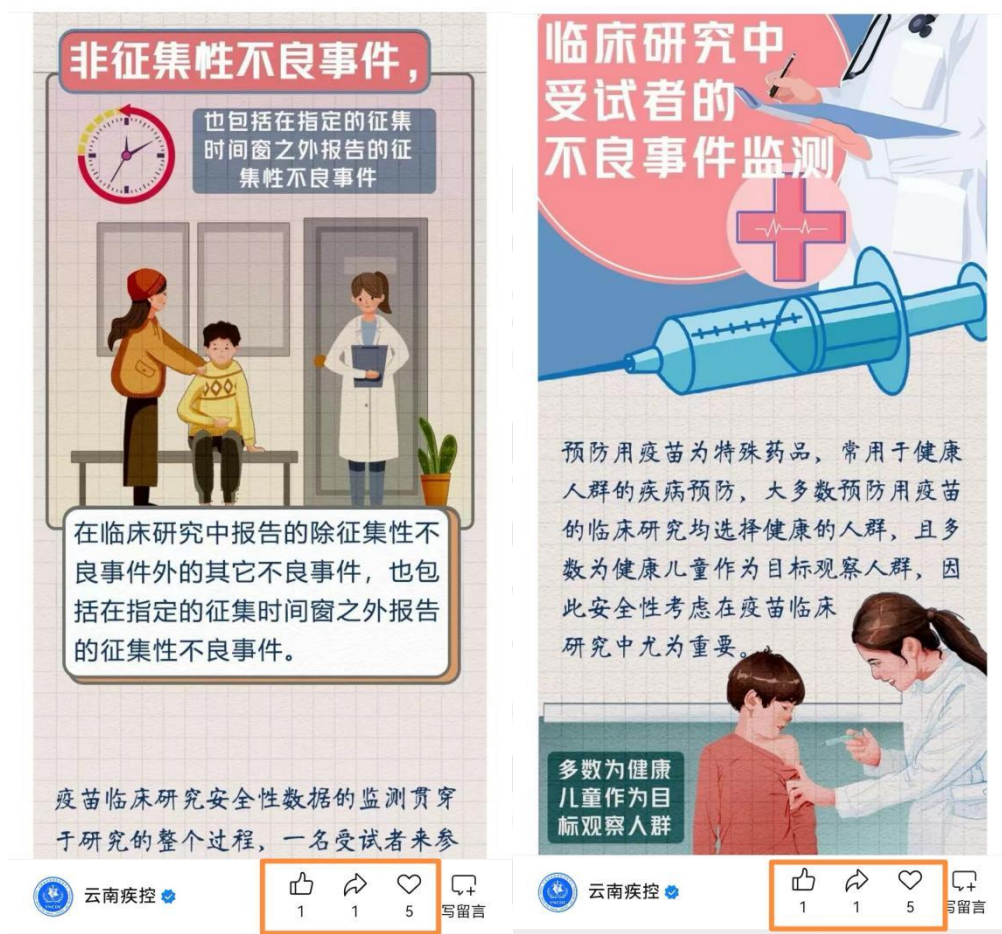 非征集性不良事件，
也包括在指定的征集
时间窗之外报告的征
集性不良事件
在临床研究中报告的除征集性不
良事件外的其它不良事件，也包
括在指定的征集时间窗之外报告
的征集性不良事件。
疫苗临床研究安全性数据的监测贯穿
于研究的整个过程，一名受试者来参
云南疾控
1 1 5 写留言
临床研究中
受试者的
不良事件监测
预防用疫苗为特殊药品，常用于健康
人群的疾病预防，大多数预防用疫苗
的临床研究均选择健康的人群，且多
数为健康儿童作为目标观察人群，因
此安全性考虑在疫苗临床
研究中尤为重要。
多数为健康
儿童作为目
标观察人群
云南疾控
1 1 5 写留言